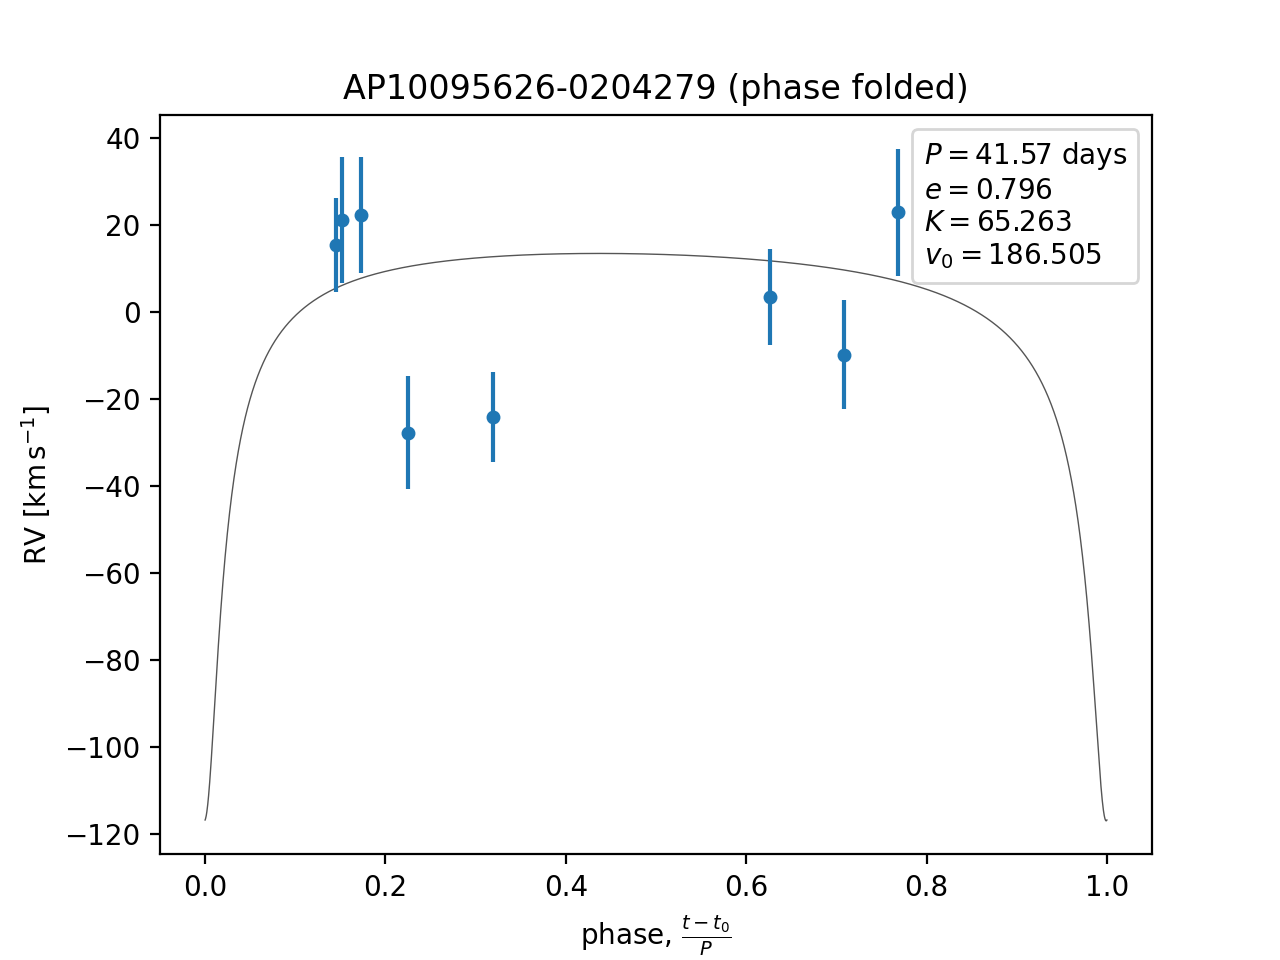 AP10095626-0204279 (phase folded)
P = 41.57 days
e = 0.796
K = 65.263
v₀ = 186.505
40
20
0
−20
−40
−60
−80
−100
−120
RV [km s⁻¹]
0.0 0.2 0.4 0.6 0.8 1.0
phase, (t − t₀)/P